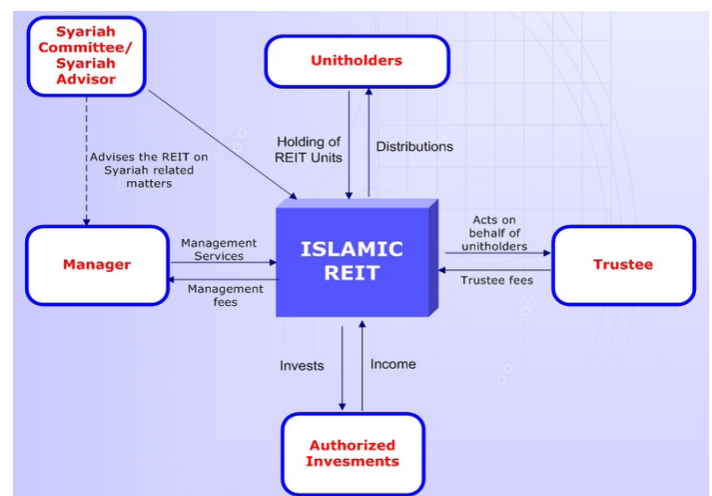 Syariah
Committee/
Syariah
Advisor
Unitholders
Holding of
REIT Units
Distributions
Advises the REIT on
Syariah related
matters
Manager
Management
Services
Management
fees
ISLAMIC
REIT
Acts on
behalf of
unitholders
Trustee fees
Trustee
Invests
Income
Authorized
Invesments